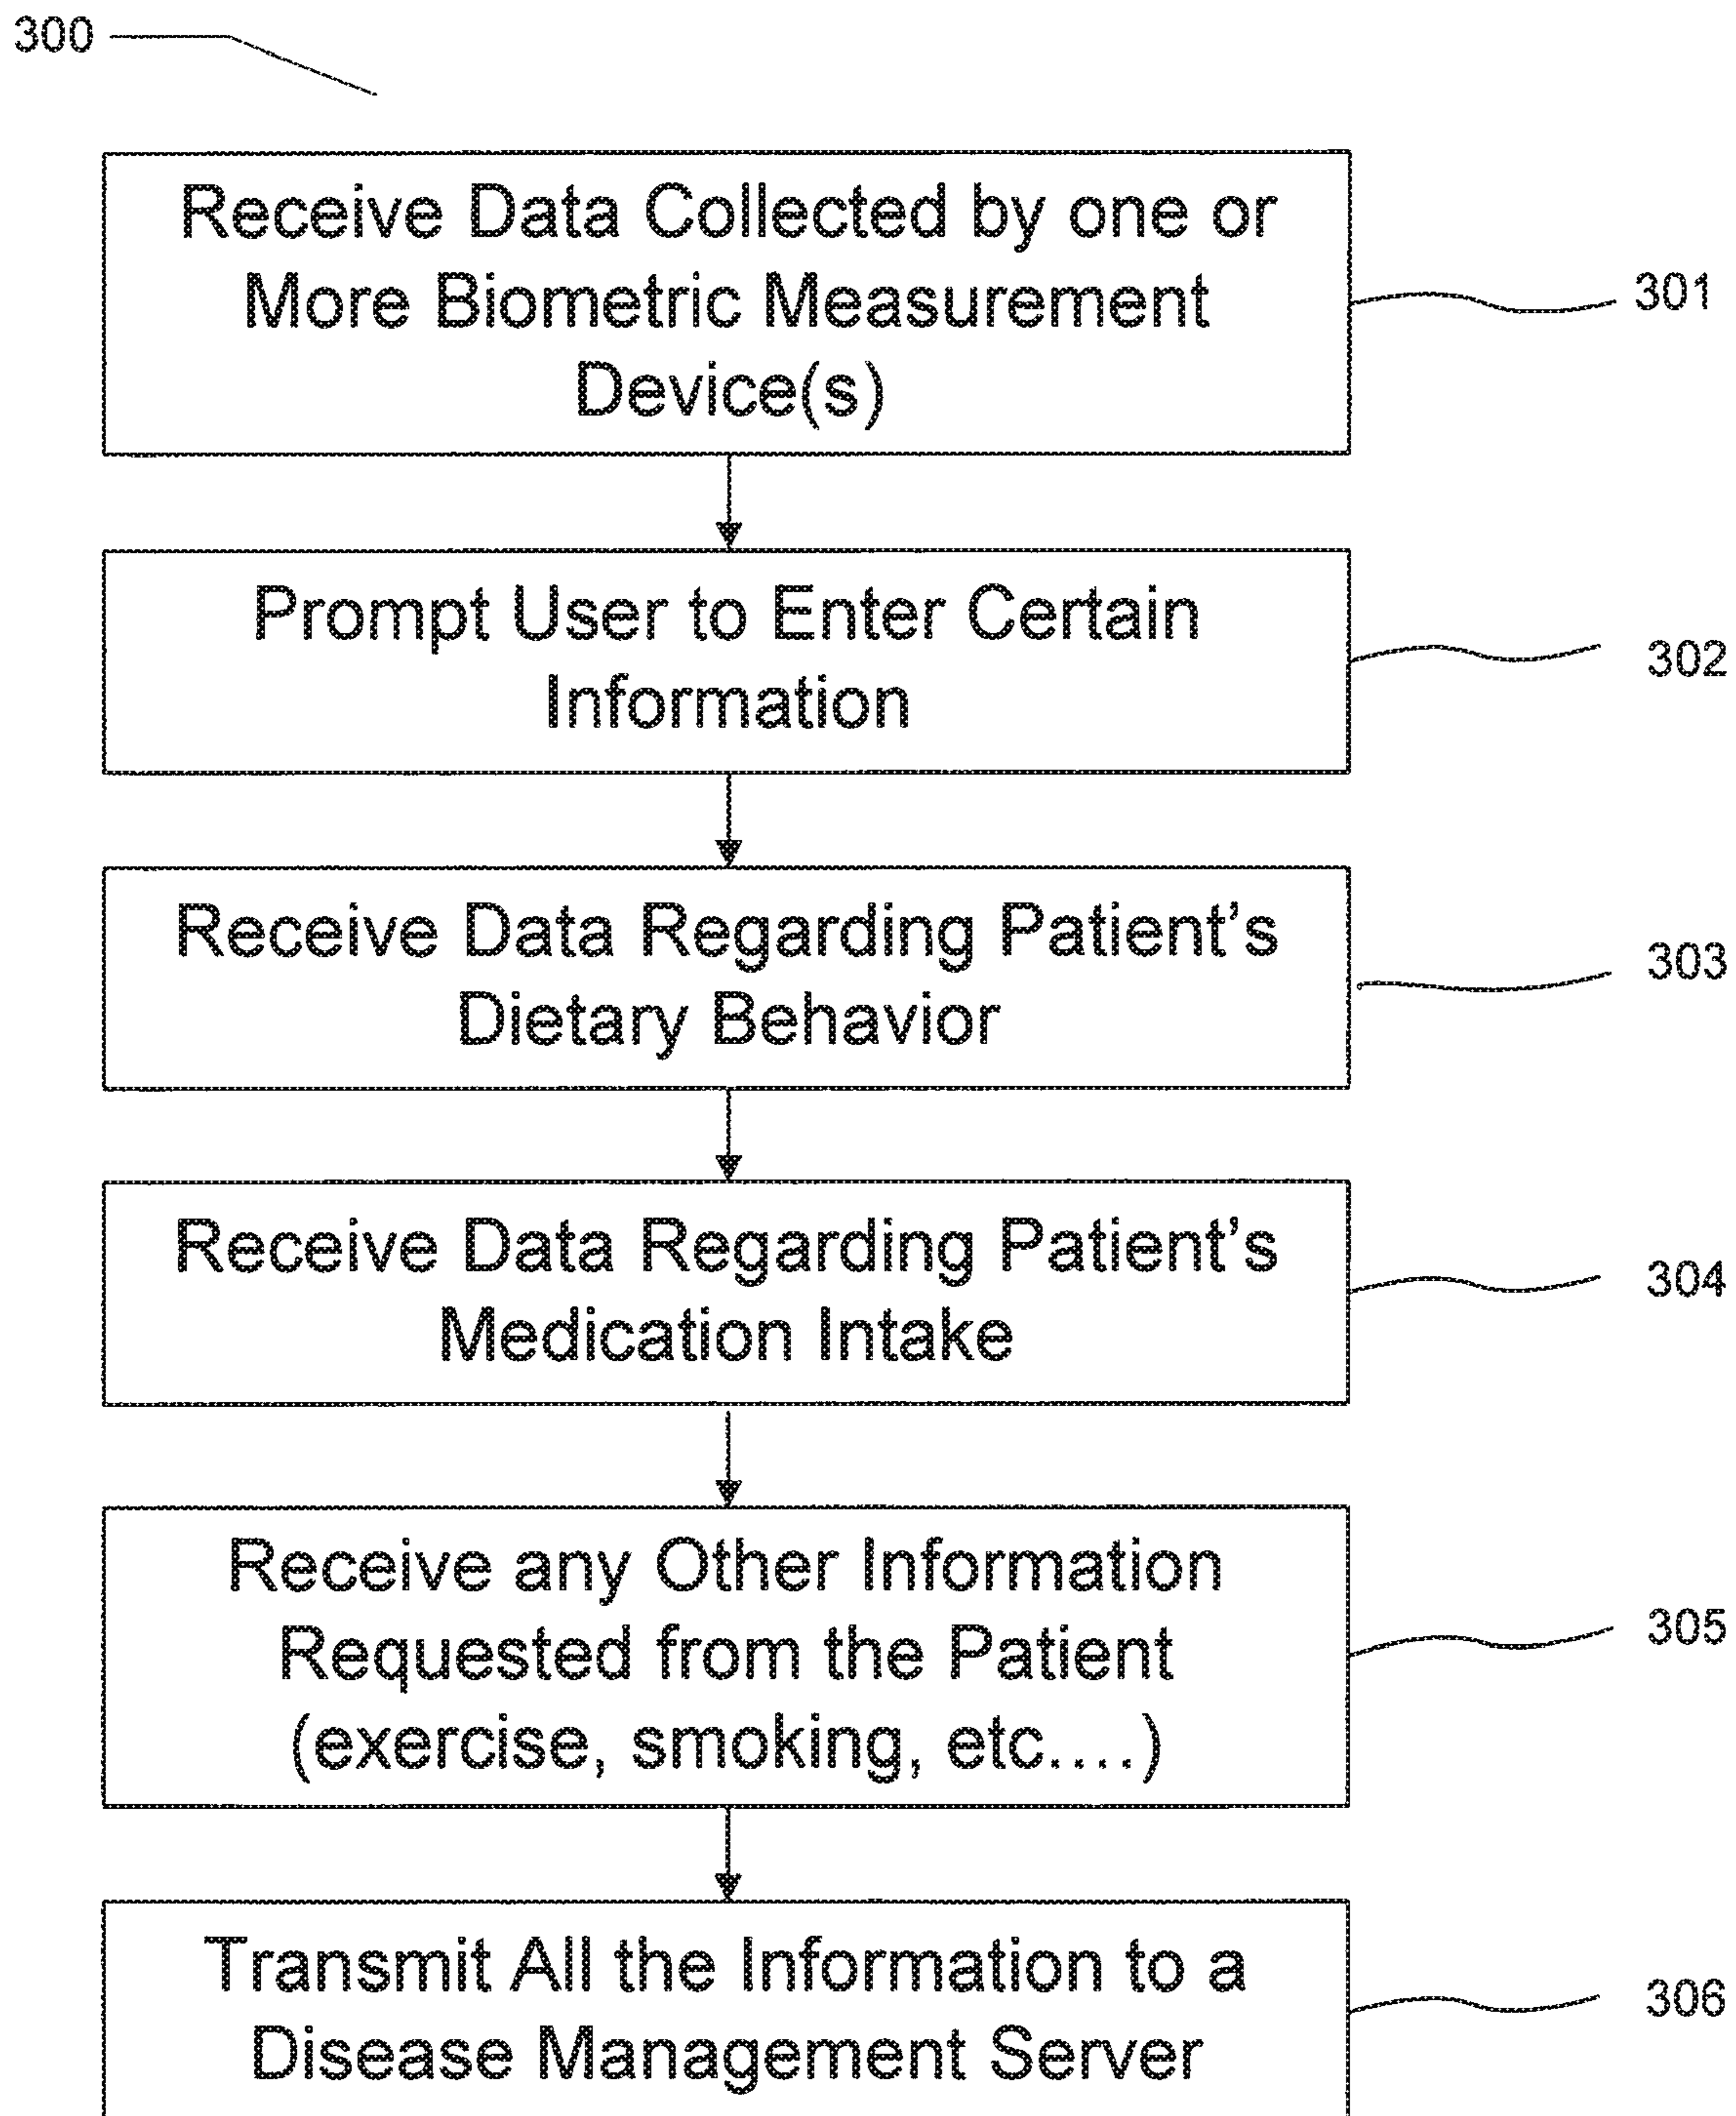 300
Receive Data Collected by one or
More Biometric Measurement
Device(s)
301
Prompt User to Enter Certain
Information
302
Receive Data Regarding Patient's
Dietary Behavior
303
Receive Data Regarding Patient's
Medication Intake
304
Receive any Other Information
Requested from the Patient
(exercise, smoking, etc....)
305
Transmit All the Information to a
Disease Management Server
306